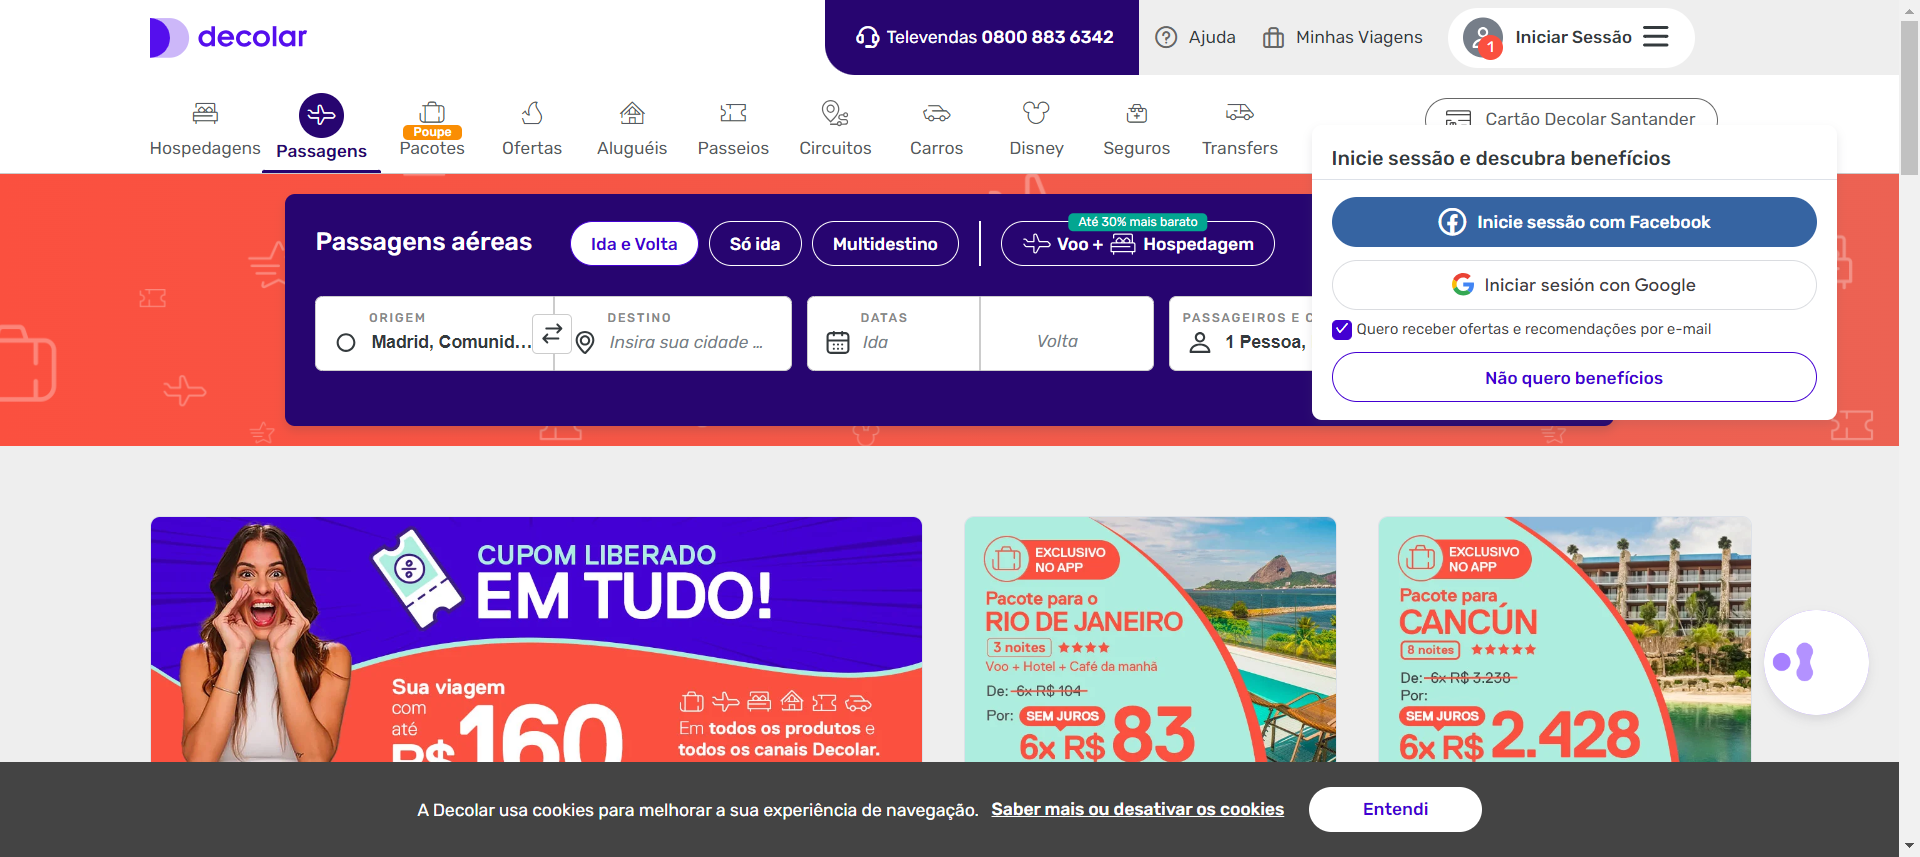 decolar
Televendas 0800 883 6342
Ajuda
Minhas Viagens
1
Iniciar Sessão
Hospedagens
Passagens
Poupe
Pacotes
Ofertas
Aluguéis
Passeios
Circuitos
Carros
Disney
Seguros
Transfers
Cartão Decolar Santander
Inicie sessão e descubra benefícios
Inicie sessão com Facebook
Iniciar sesión con Google
Quero receber ofertas e recomendações por e-mail
Não quero benefícios
Passagens aéreas
Ida e Volta
Só ida
Multidestino
Até 30% mais barato
Voo + Hospedagem
ORIGEM
Madrid, Comunid...
DESTINO
Insira sua cidade ...
DATAS
Ida
Volta
PASSAGEIROS E C
1 Pessoa,
CUPOM LIBERADO
EM TUDO!
Sua viagem
com
até
R$160
Em todos os produtos e
todos os canais Decolar.
EXCLUSIVO
NO APP
Pacote para o
RIO DE JANEIRO
3 noites
Voo + Hotel + Café da manhã
De: 6x R$ 104
Por: SEM JUROS
6x R$ 83
EXCLUSIVO
NO APP
Pacote para
CANCÚN
8 noites
De: 6x R$ 3.238
Por:
SEM JUROS
6x R$ 2.428
A Decolar usa cookies para melhorar a sua experiência de navegação. Saber mais ou desativar os cookies
Entendi